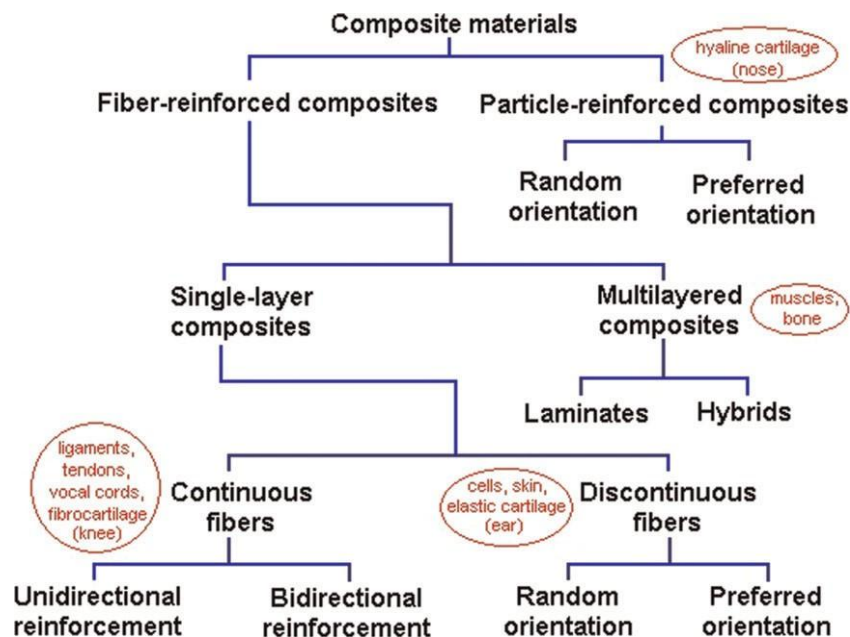 Composite materials
hyaline cartilage
(nose)
Fiber-reinforced composites
Particle-reinforced composites
Random
orientation
Preferred
orientation
Single-layer
composites
Multilayered
composites
muscles,
bone
Laminates
Hybrids
ligaments,
tendons,
vocal cords,
fibrocartilage
(knee)
Continuous
fibers
cells, skin,
elastic cartilage
(ear)
Discontinuous
fibers
Unidirectional
reinforcement
Bidirectional
reinforcement
Random
orientation
Preferred
orientation